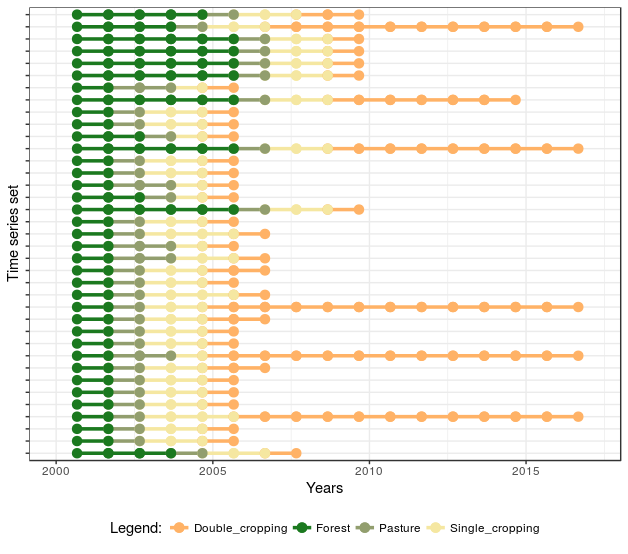 Time series set
2000 2005 2010 2015
Years
Legend: Double_cropping Forest Pasture Single_cropping